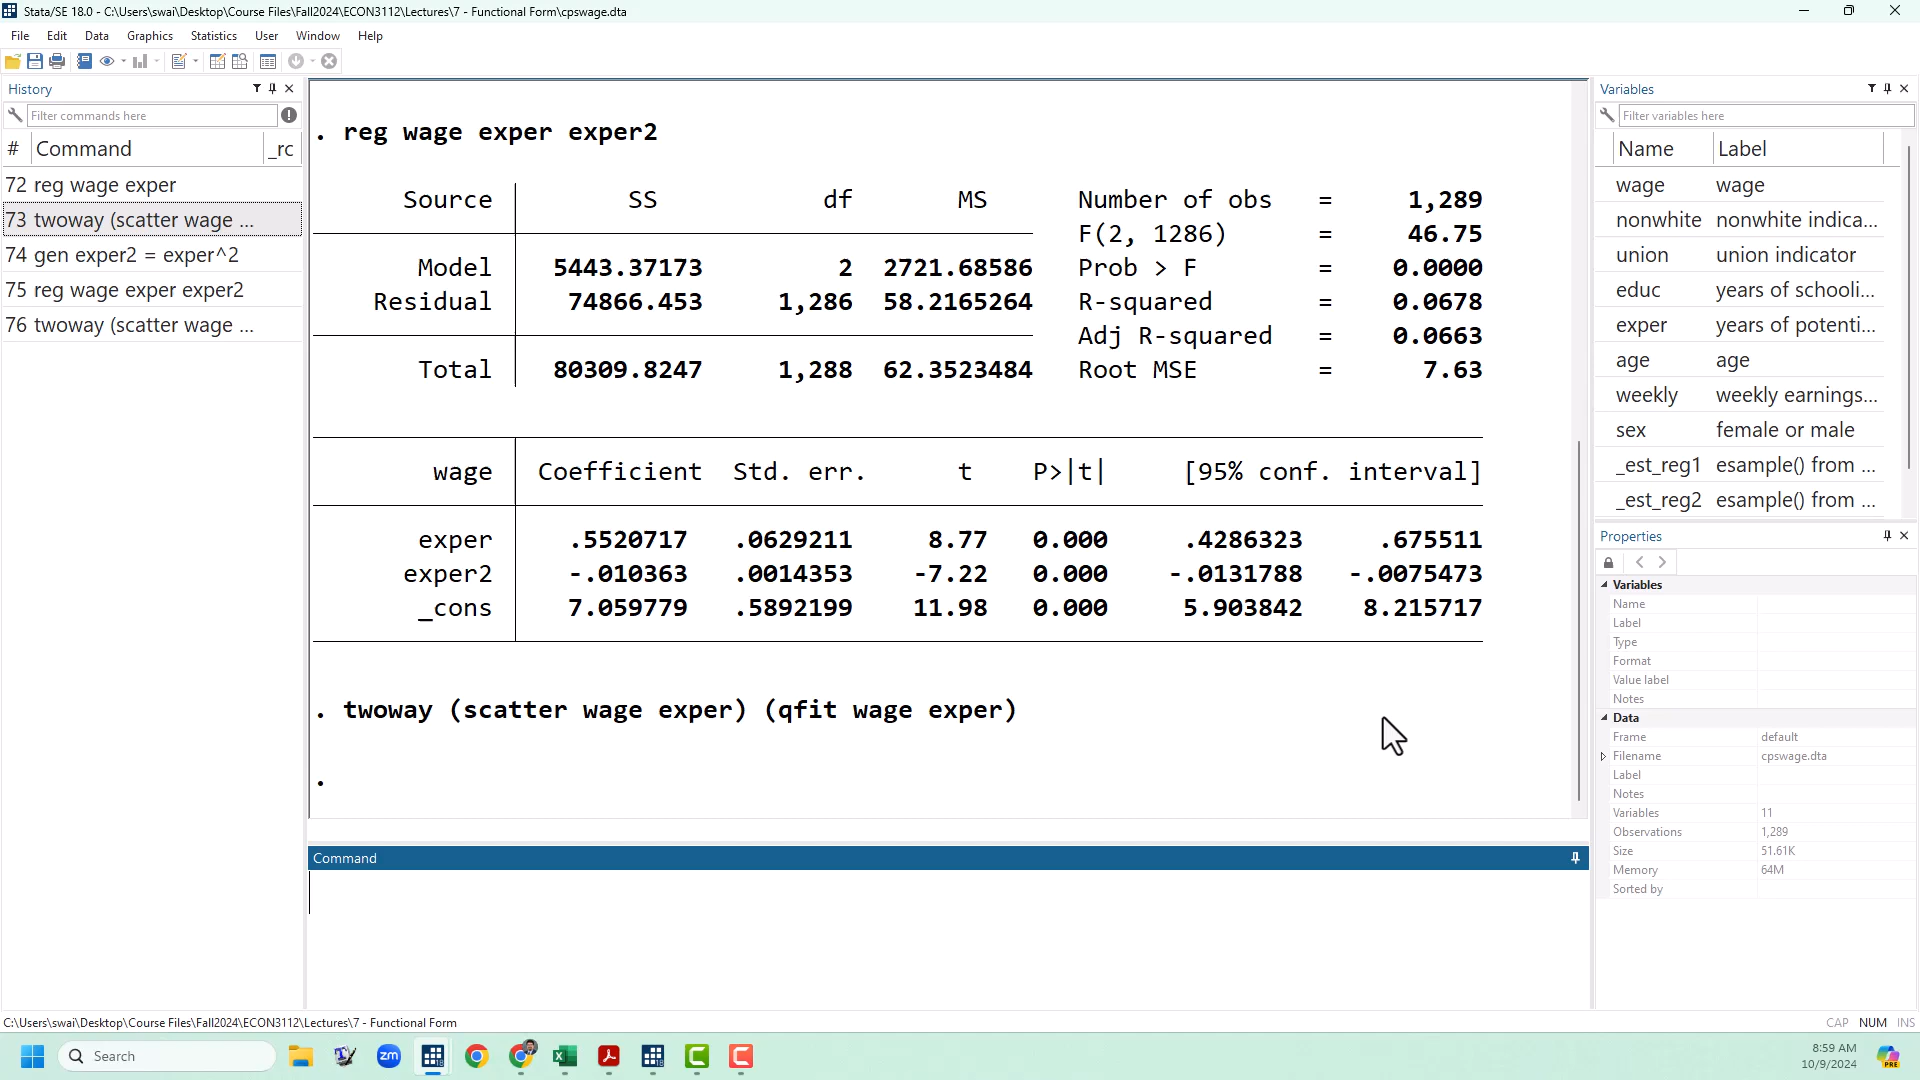 Stata/SE 18.0 - C:\Users\swai\Desktop\Course Files\Fall2024\ECON3112\Lectures\7 - Functional Form\cpswage.dta
File Edit Data Graphics Statistics User Window Help
History
Filter commands here
# Command _rc
72 reg wage exper
73 twoway (scatter wage ...
74 gen exper2 = exper^2
75 reg wage exper exper2
76 twoway (scatter wage ...
. reg wage exper exper2
Source SS df MS Number of obs = 1,289
F(2, 1286) = 46.75
Model 5443.37173 2 2721.68586 Prob > F = 0.0000
Residual 74866.453 1,286 58.2165264 R-squared = 0.0678
Adj R-squared = 0.0663
Total 80309.8247 1,288 62.3523484 Root MSE = 7.63
wage Coefficient Std. err. t P>|t| [95% conf. interval]
exper .5520717 .0629211 8.77 0.000 .4286323 .675511
exper2 -.010363 .0014353 -7.22 0.000 -.0131788 -.0075473
_cons 7.059779 .5892199 11.98 0.000 5.903842 8.215717
. twoway (scatter wage exper) (qfit wage exper)
.
Command
Variables
Filter variables here
Name Label
wage wage
nonwhite nonwhite indica...
union union indicator
educ years of schooli...
exper years of potenti...
age age
weekly weekly earnings...
sex female or male
_est_reg1 esample() from ...
_est_reg2 esample() from ...
Properties
Variables
Name
Label
Type
Format
Value label
Notes
Data
Frame default
Filename cpswage.dta
Label
Notes
Variables 11
Observations 1,289
Size 51.61K
Memory 64M
Sorted by
C:\Users\swai\Desktop\Course Files\Fall2024\ECON3112\Lectures\7 - Functional Form
CAP NUM INS
Search
zm
8:59 AM
10/9/2024
PRE